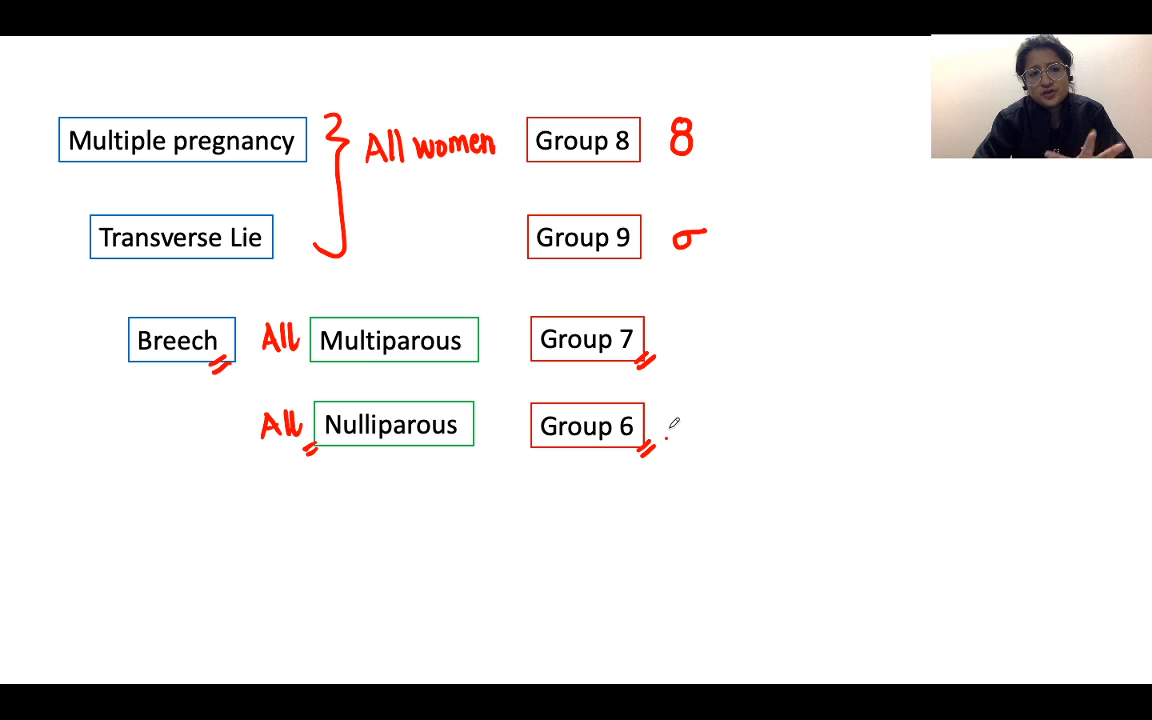 Multiple pregnancy All women Group 8 8
Transverse Lie Group 9 σ
Breech All Multiparous Group 7
All Nulliparous Group 6